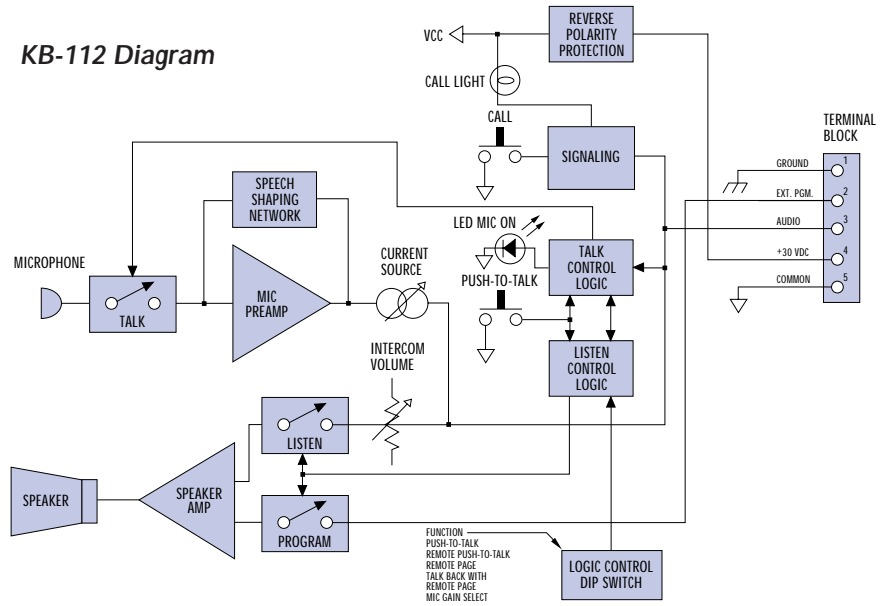 KB-112 Diagram
VCC
REVERSE
POLARITY
PROTECTION
CALL LIGHT
CALL
SIGNALING
TERMINAL
BLOCK
GROUND
1
EXT. PGM.
2
AUDIO
3
+30 VDC
4
COMMON
5
SPEECH
SHAPING
NETWORK
MICROPHONE
TALK
MIC
PREAMP
CURRENT
SOURCE
LED MIC ON
TALK
CONTROL
LOGIC
PUSH-TO-TALK
LISTEN
CONTROL
LOGIC
INTERCOM
VOLUME
LISTEN
SPEAKER
SPEAKER
AMP
PROGRAM
FUNCTION
PUSH-TO-TALK
REMOTE PUSH-TO-TALK
REMOTE PAGE
TALK BACK WITH
REMOTE PAGE
MIC GAIN SELECT
LOGIC CONTROL
DIP SWITCH